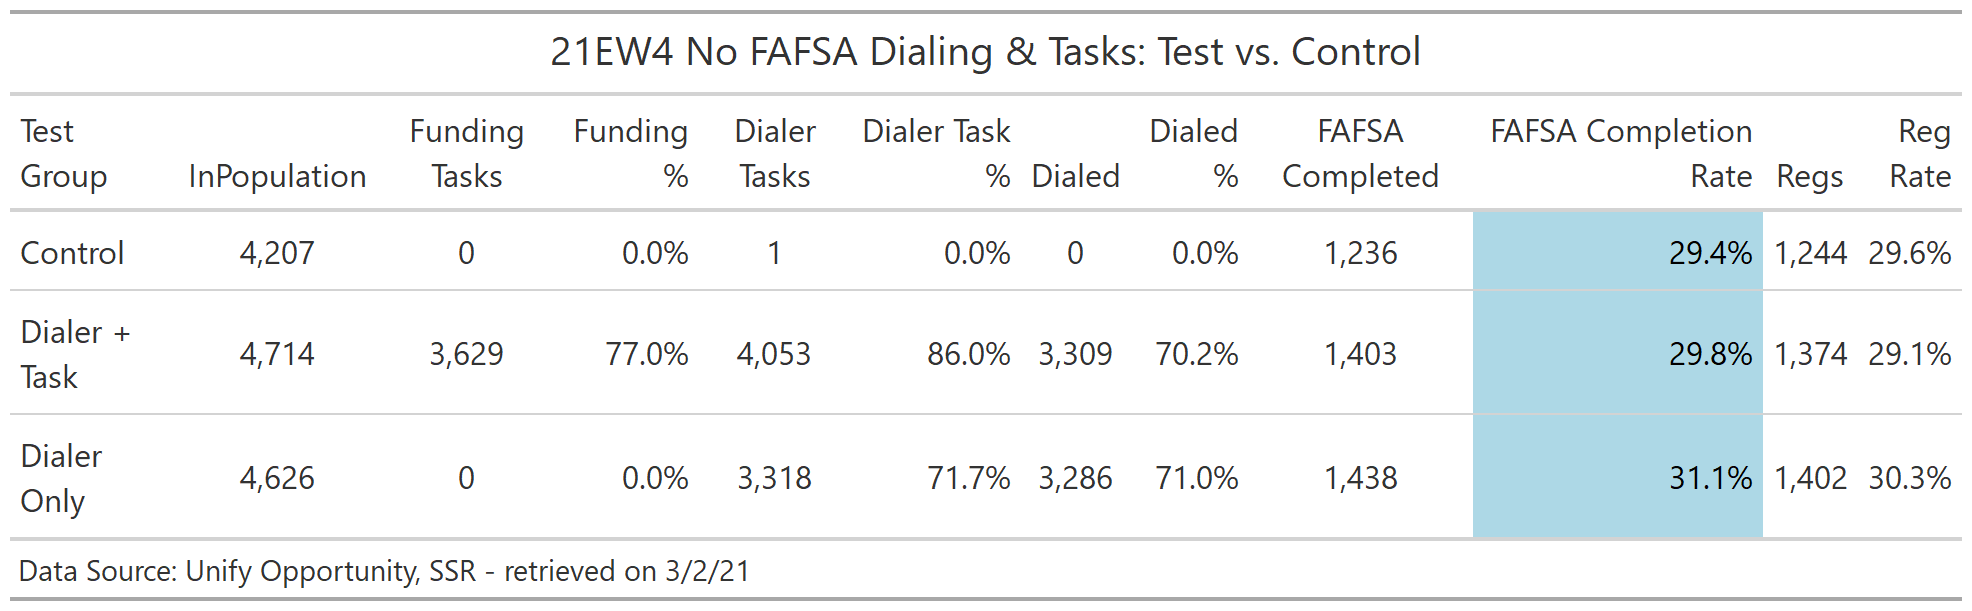 21EW4 No FAFSA Dialing & Tasks: Test vs. Control
Test Group InPopulation Funding Tasks Funding % Dialer Tasks Dialer Task % Dialed Dialed % FAFSA Completed FAFSA Completion Rate Regs Reg Rate
Control 4,207 0 0.0% 1 0.0% 0 0.0% 1,236 29.4% 1,244 29.6%
Dialer + Task 4,714 3,629 77.0% 4,053 86.0% 3,309 70.2% 1,403 29.8% 1,374 29.1%
Dialer Only 4,626 0 0.0% 3,318 71.7% 3,286 71.0% 1,438 31.1% 1,402 30.3%
Data Source: Unify Opportunity, SSR - retrieved on 3/2/21